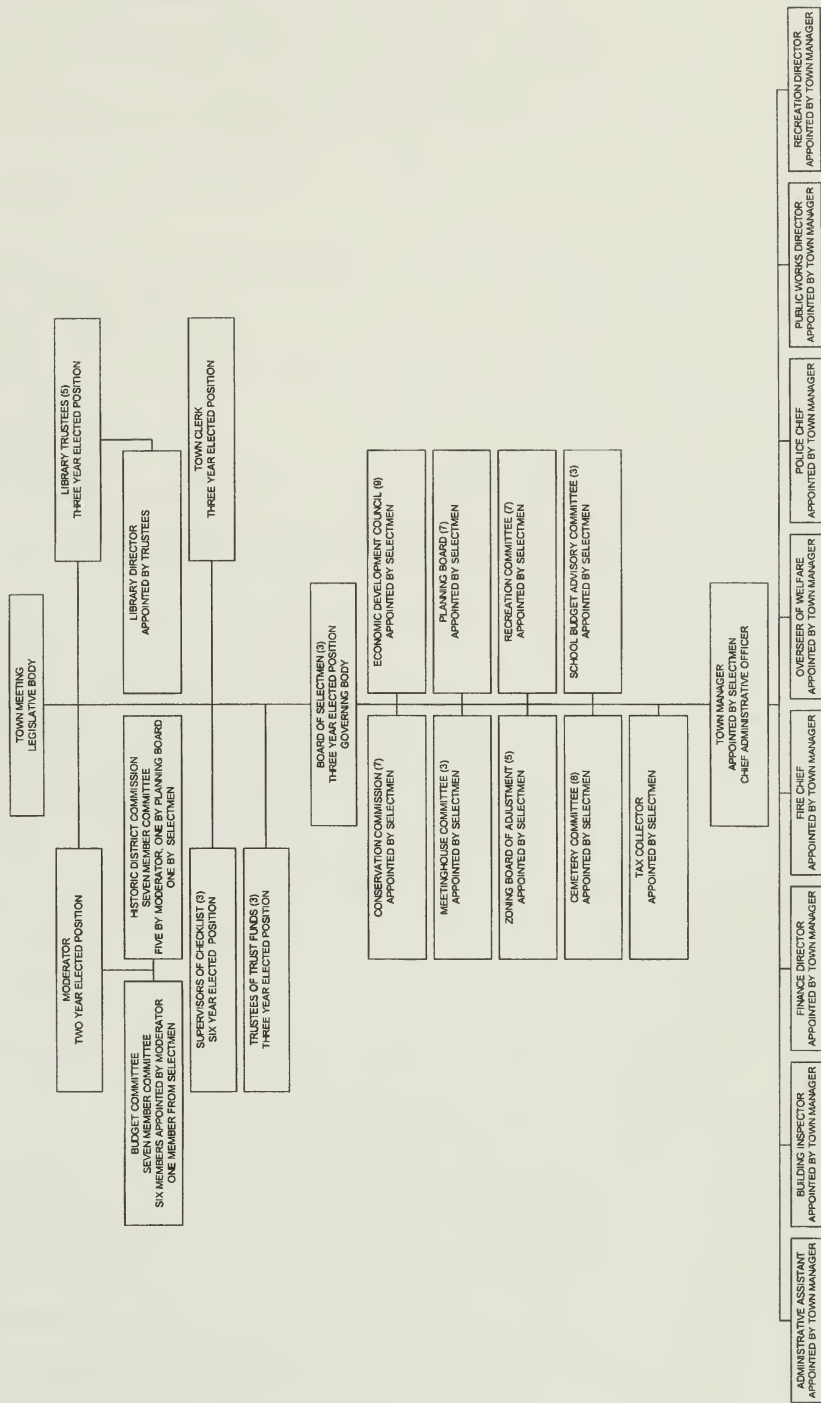 TOWN MEETING
LEGISLATIVE BODY
MODERATOR
TWO YEAR ELECTED POSITION
LIBRARY TRUSTEES (5)
THREE YEAR ELECTED POSITION
BUDGET COMMITTEE
SEVEN MEMBER COMMITTEE
SIX MEMBERS APPOINTED BY MODERATOR
ONE MEMBER FROM SELECTMEN
HISTORIC DISTRICT COMMISSION
SEVEN MEMBER COMMITTEE
FIVE BY MODERATOR, ONE BY PLANNING BOARD
ONE BY SELECTMEN
LIBRARY DIRECTOR
APPOINTED BY TRUSTEES
SUPERVISORS OF CHECKLIST (3)
SIX YEAR ELECTED POSITION
TOWN CLERK
THREE YEAR ELECTED POSITION
TRUSTEES OF TRUST FUNDS (3)
THREE YEAR ELECTED POSITION
BOARD OF SELECTMEN (3)
THREE YEAR ELECTED POSITION
GOVERNING BODY
CONSERVATION COMMISSION (7)
APPOINTED BY SELECTMEN
ECONOMIC DEVELOPMENT COUNCIL (9)
APPOINTED BY SELECTMEN
MEETINGHOUSE COMMITTEE (3)
APPOINTED BY SELECTMEN
PLANNING BOARD (7)
APPOINTED BY SELECTMEN
ZONING BOARD OF ADJUSTMENT (5)
APPOINTED BY SELECTMEN
RECREATION COMMITTEE (7)
APPOINTED BY SELECTMEN
CEMETERY COMMITTEE (8)
APPOINTED BY SELECTMEN
SCHOOL BUDGET ADVISORY COMMITTEE (3)
APPOINTED BY SELECTMEN
TAX COLLECTOR
APPOINTED BY SELECTMEN
TOWN MANAGER
APPOINTED BY SELECTMEN
CHIEF ADMINISTRATIVE OFFICER
ADMINISTRATIVE ASSISTANT
APPOINTED BY TOWN MANAGER
BUILDING INSPECTOR
APPOINTED BY TOWN MANAGER
FINANCE DIRECTOR
APPOINTED BY TOWN MANAGER
FIRE CHIEF
APPOINTED BY TOWN MANAGER
OVERSEER OF WELFARE
APPOINTED BY TOWN MANAGER
POLICE CHIEF
APPOINTED BY TOWN MANAGER
PUBLIC WORKS DIRECTOR
APPOINTED BY TOWN MANAGER
RECREATION DIRECTOR
APPOINTED BY TOWN MANAGER